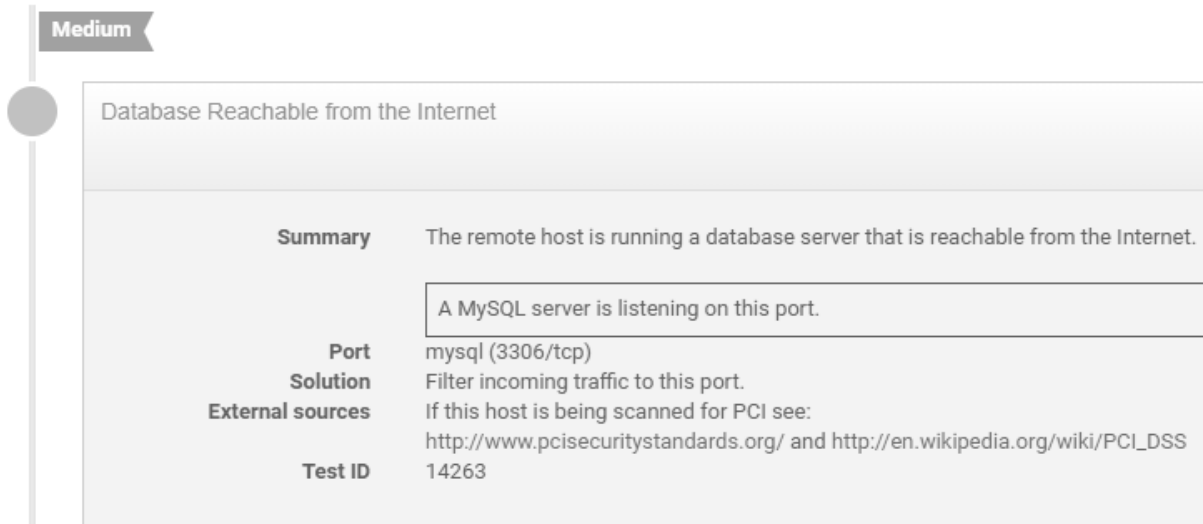 Medium
Database Reachable from the Internet
Summary The remote host is running a database server that is reachable from the Internet.
A MySQL server is listening on this port.
Port mysql (3306/tcp)
Solution Filter incoming traffic to this port.
External sources If this host is being scanned for PCI see:
http://www.pcisecuritystandards.org/ and http://en.wikipedia.org/wiki/PCI_DSS
Test ID 14263